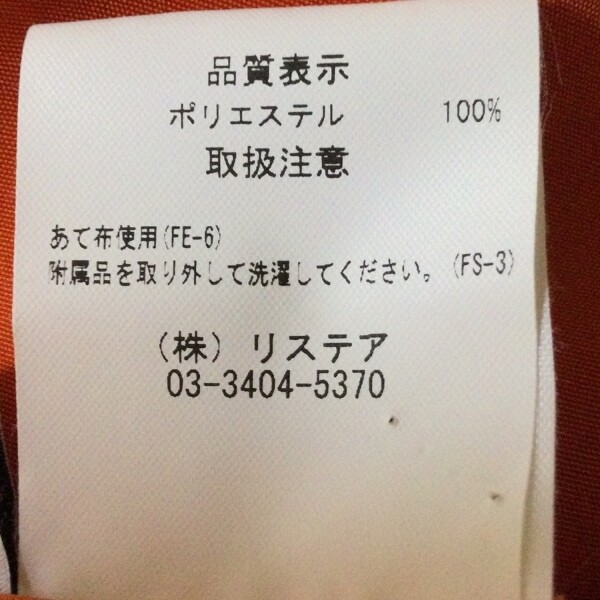 品質表示
ポリエステル 100%
取扱注意
あて布使用(FE-6)
附属品を取り外して洗濯してください。(FS-3)
(株) リステア
03-3404-5370